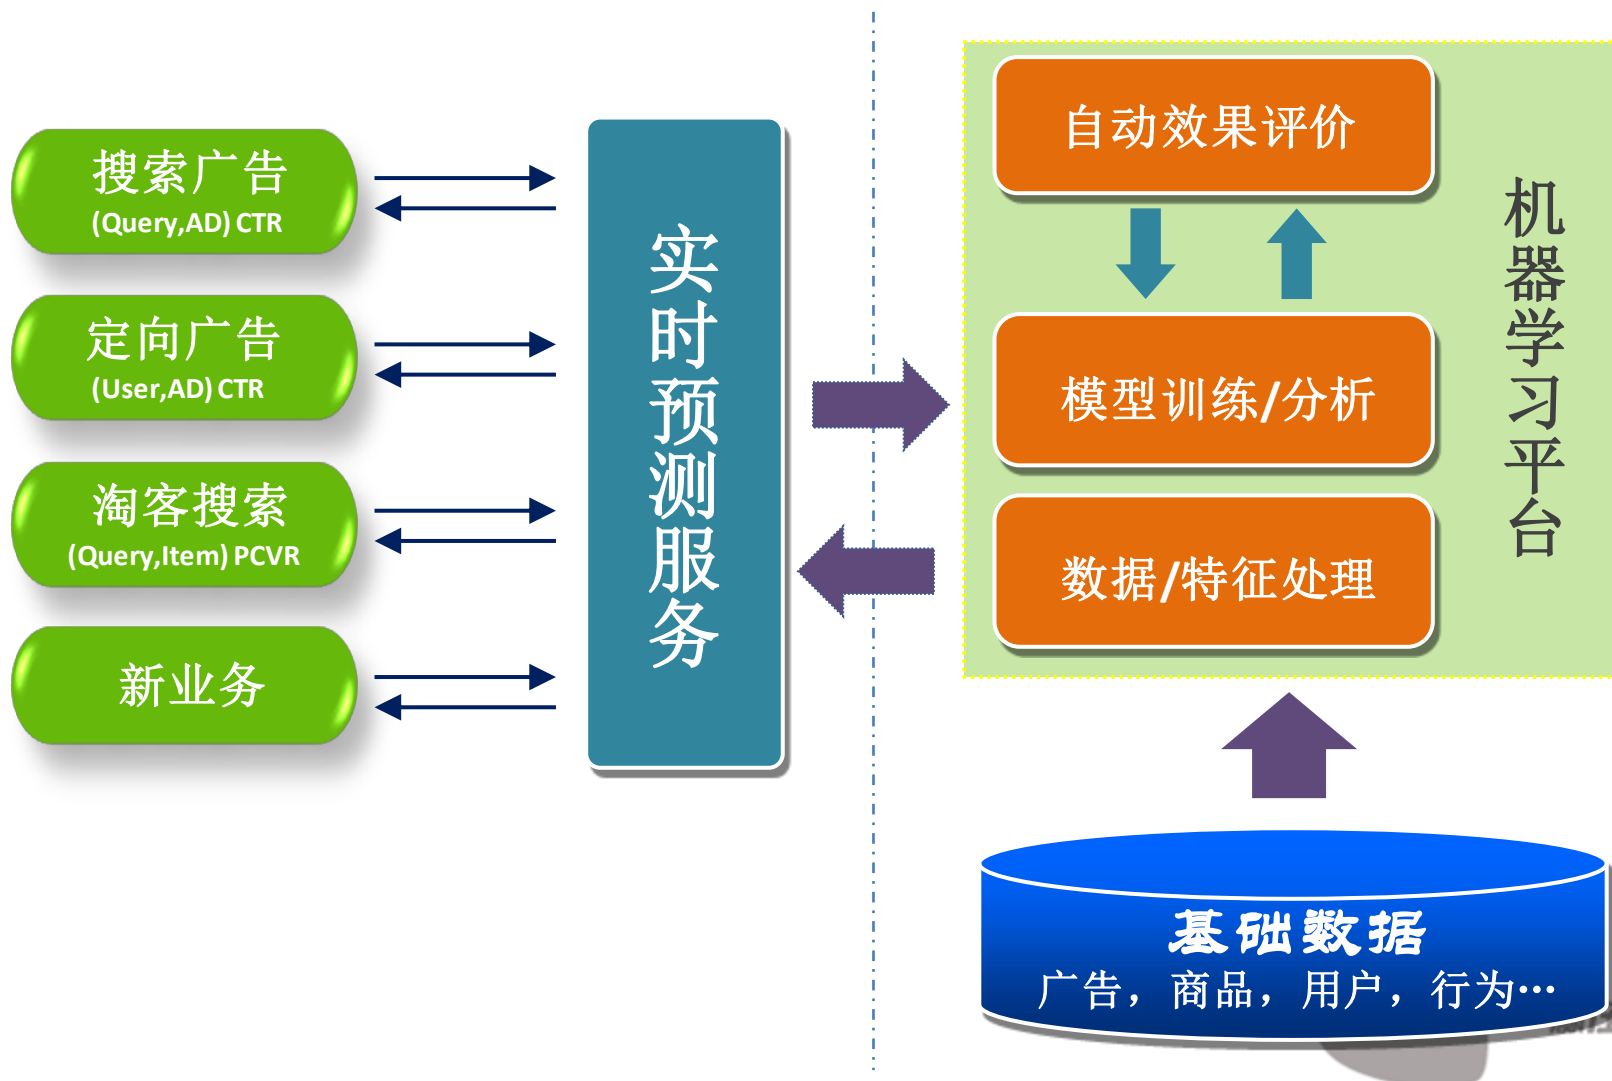 搜索广告
(Query,AD) CTR
定向广告
(User,AD) CTR
淘客搜索
(Query,Item) PCVR
新业务
实时预测服务
自动效果评价
模型训练/分析
数据/特征处理
机器学习平台
基础数据
广告，商品，用户，行为…